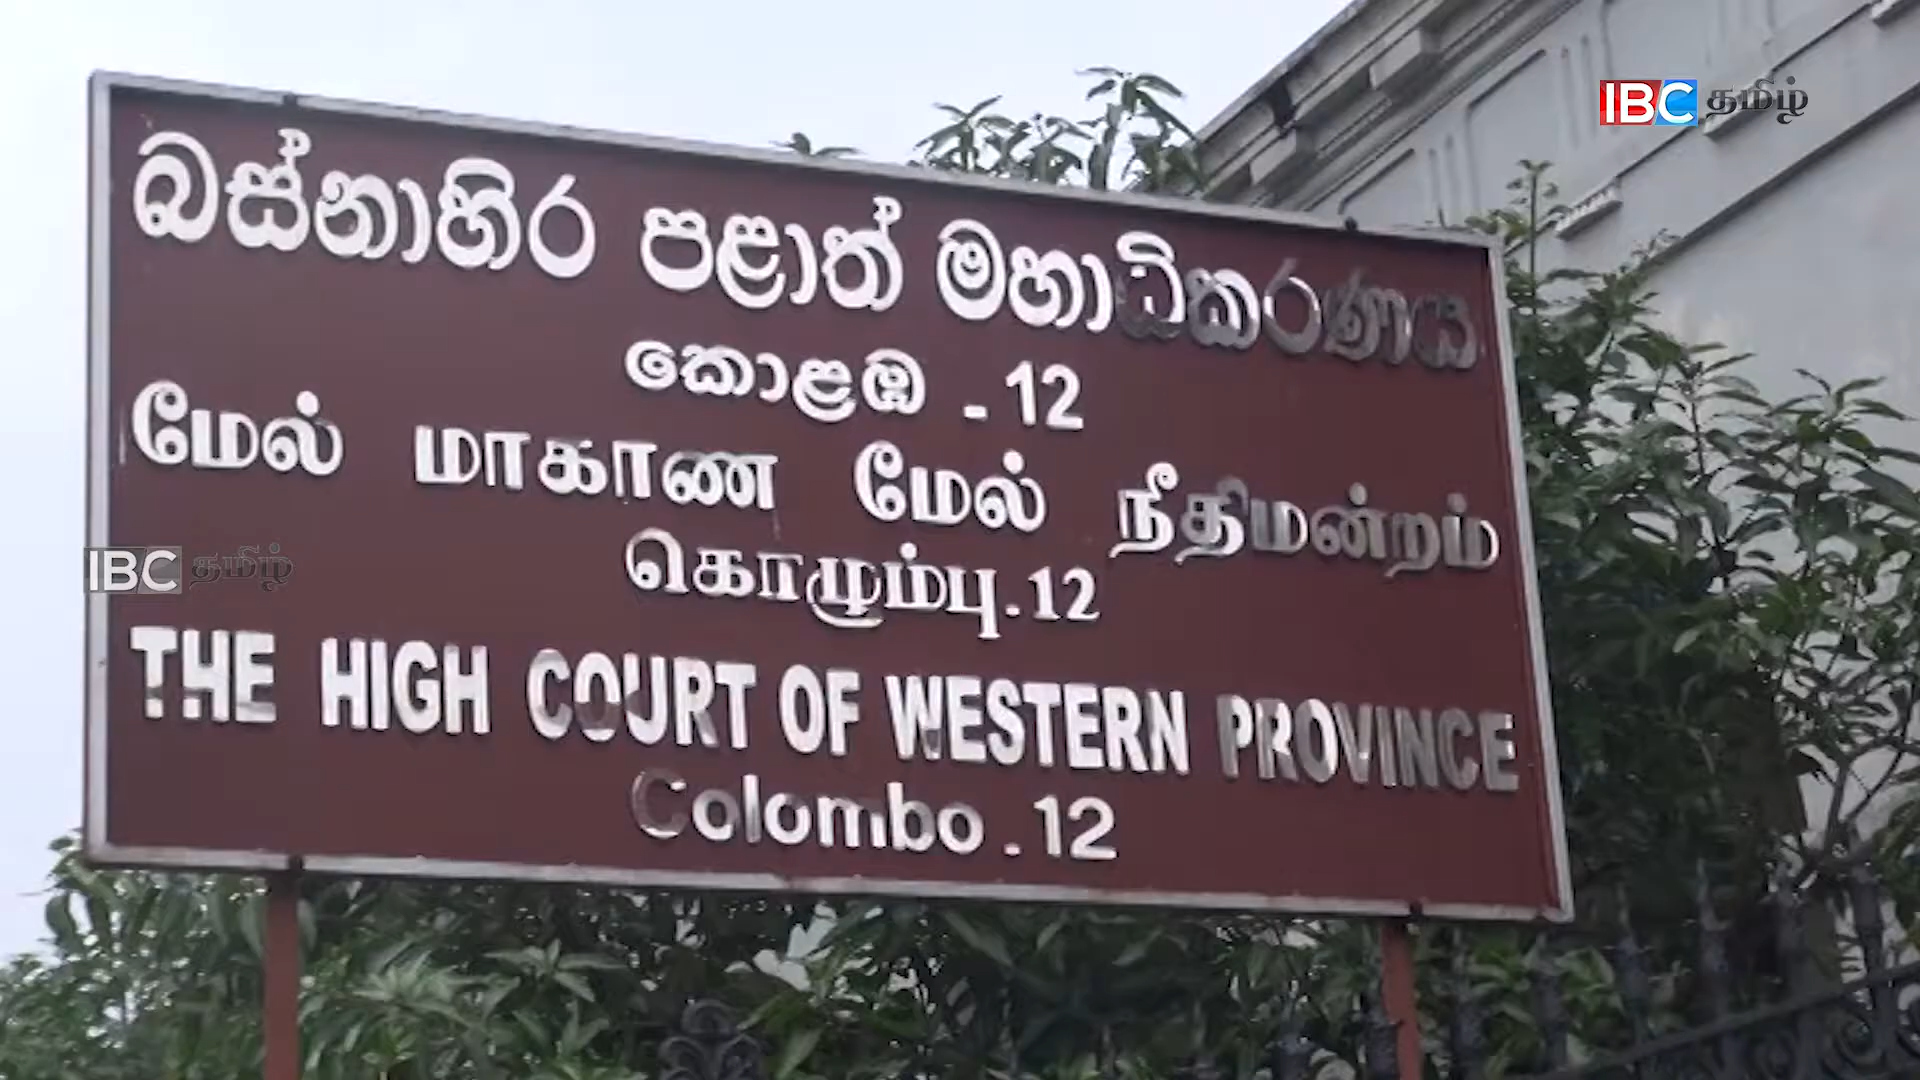 IBC தமிழ்
බස්නාහිර පළාත් මහාධිකරණය
කොළඹ - 12
மேல் மாகாண மேல் நீதிமன்றம்
கொழும்பு.12
IBC தமிழ்
THE HIGH COURT OF WESTERN PROVINCE
Colombo.12